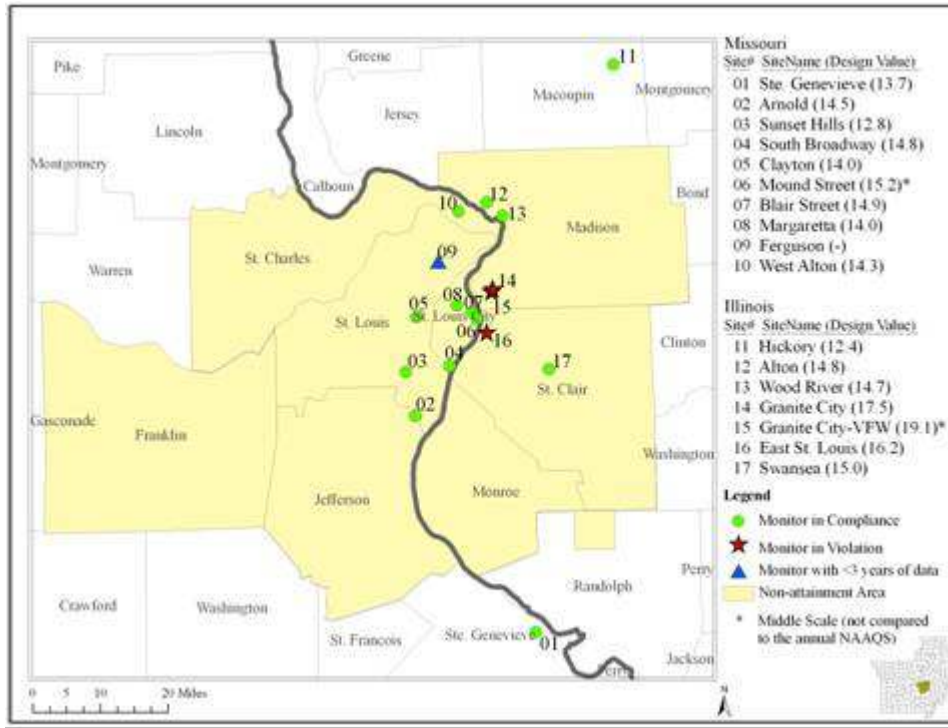 Pike
Greene
11
Macoupin
Montgomery
Jersey
Lincoln
Montgomery
Calhoun
Bond
10
12
13
Madison
St. Charles
09
Warren
14
08
07
15
05
St. Louis
St. Louis City
06
16
Clinton
03
04
17
St. Clair
Gasconade
02
Franklin
Washington
Jefferson
Monroe
Perry
Randolph
Crawford
Washington
St. Francois
Ste. Genevieve
01
Perry
Jackson
0 5 10 20 Miles
N
Missouri
Site# SiteName (Design Value)
01 Ste. Genevieve (13.7)
02 Arnold (14.5)
03 Sunset Hills (12.8)
04 South Broadway (14.8)
05 Clayton (14.0)
06 Mound Street (15.2)*
07 Blair Street (14.9)
08 Margaretta (14.0)
09 Ferguson (-)
10 West Alton (14.3)
Illinois
Site# SiteName (Design Value)
11 Hickory (12.4)
12 Alton (14.8)
13 Wood River (14.7)
14 Granite City (17.5)
15 Granite City-VFW (19.1)*
16 East St. Louis (16.2)
17 Swansea (15.0)
Legend
Monitor in Compliance
Monitor in Violation
Monitor with <3 years of data
Non-attainment Area
* Middle Scale (not compared
to the annual NAAQS)